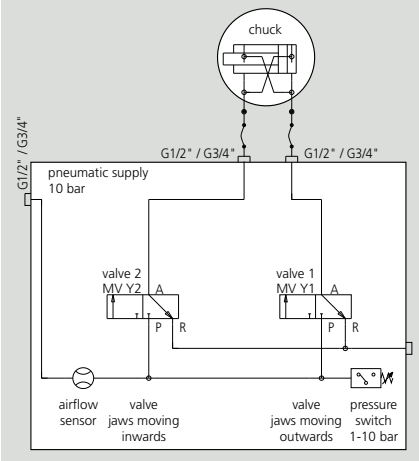 chuck
G1/2" / G3/4"
G1/2" / G3/4"
G1/2" / G3/4"
pneumatic supply
10 bar
valve 2
MV Y2
A
P
R
valve 1
MV Y1
A
P
R
airflow
sensor
valve
jaws moving
inwards
valve
jaws moving
outwards
pressure
switch
1-10 bar